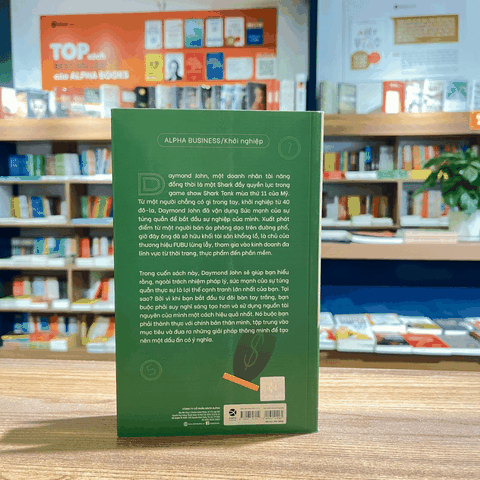 TOP
CỦA ALPHA BOOKS
ALPHA BUSINESS/Khởi nghiệp
Daymond John, một doanh nhân tài năng
đồng thời là một Shark đầy quyền lực trong
game show Shark Tank mùa thứ 11 của Mỹ.
Từ một người chẳng có gì trong tay, khởi nghiệp từ 40
đô-la, Daymond John đã vận dụng Sức mạnh của sự
túng quẫn để bắt đầu sự nghiệp của mình. Xuất phát
điểm từ một người bán áo phông dạo trên đường phố,
giờ đây ông đã sở hữu khối tài sản khổng lồ, là chủ của
thương hiệu FUBU lừng lẫy, tham gia vào kinh doanh đa
lĩnh vực từ thời trang, thực phẩm đến phần mềm.
Trong cuốn sách này, Daymond John sẽ giúp bạn hiểu
rằng, ngoài trách nhiệm pháp lý, sức mạnh của sự túng
quẫn thực sự là lợi thế cạnh tranh lớn nhất của bạn. Tại
sao? Bởi vì khi bạn bắt đầu từ đôi bàn tay trắng, bạn
buộc phải suy nghĩ sáng tạo hơn và sử dụng nguồn tài
nguyên của mình một cách hiệu quả nhất. Nó buộc bạn
phải thành thực với chính bản thân mình, tập trung vào
mục tiêu và đưa ra những giải pháp thông minh để tạo
nên một dấu ấn có ý nghĩa.